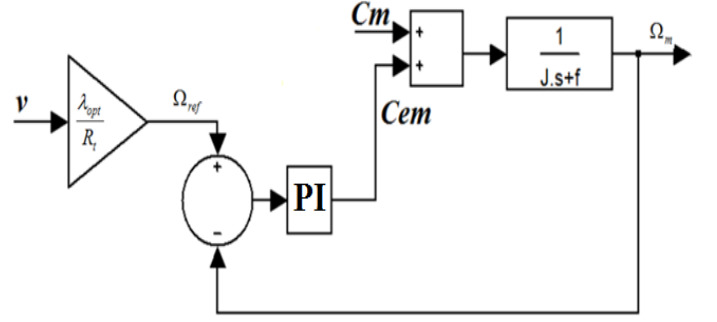 Cm
+
+
1
J.s+f
Ωm
v
λopt
Rt
Ωref
Cem
+
-
PI